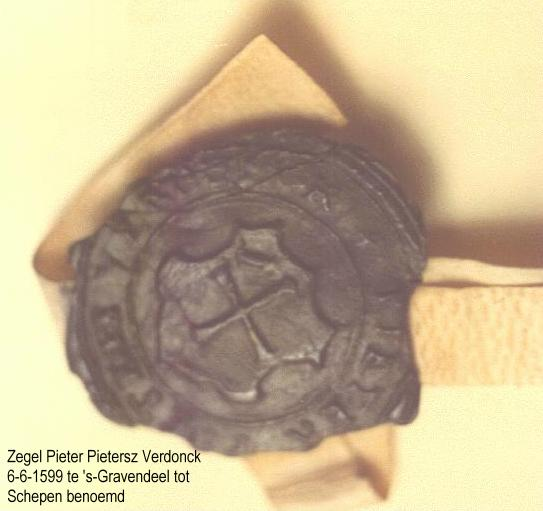 Zegel Pieter Pietersz Verdonck
6-6-1599 te 's-Gravendeel tot
Schepen benoemd